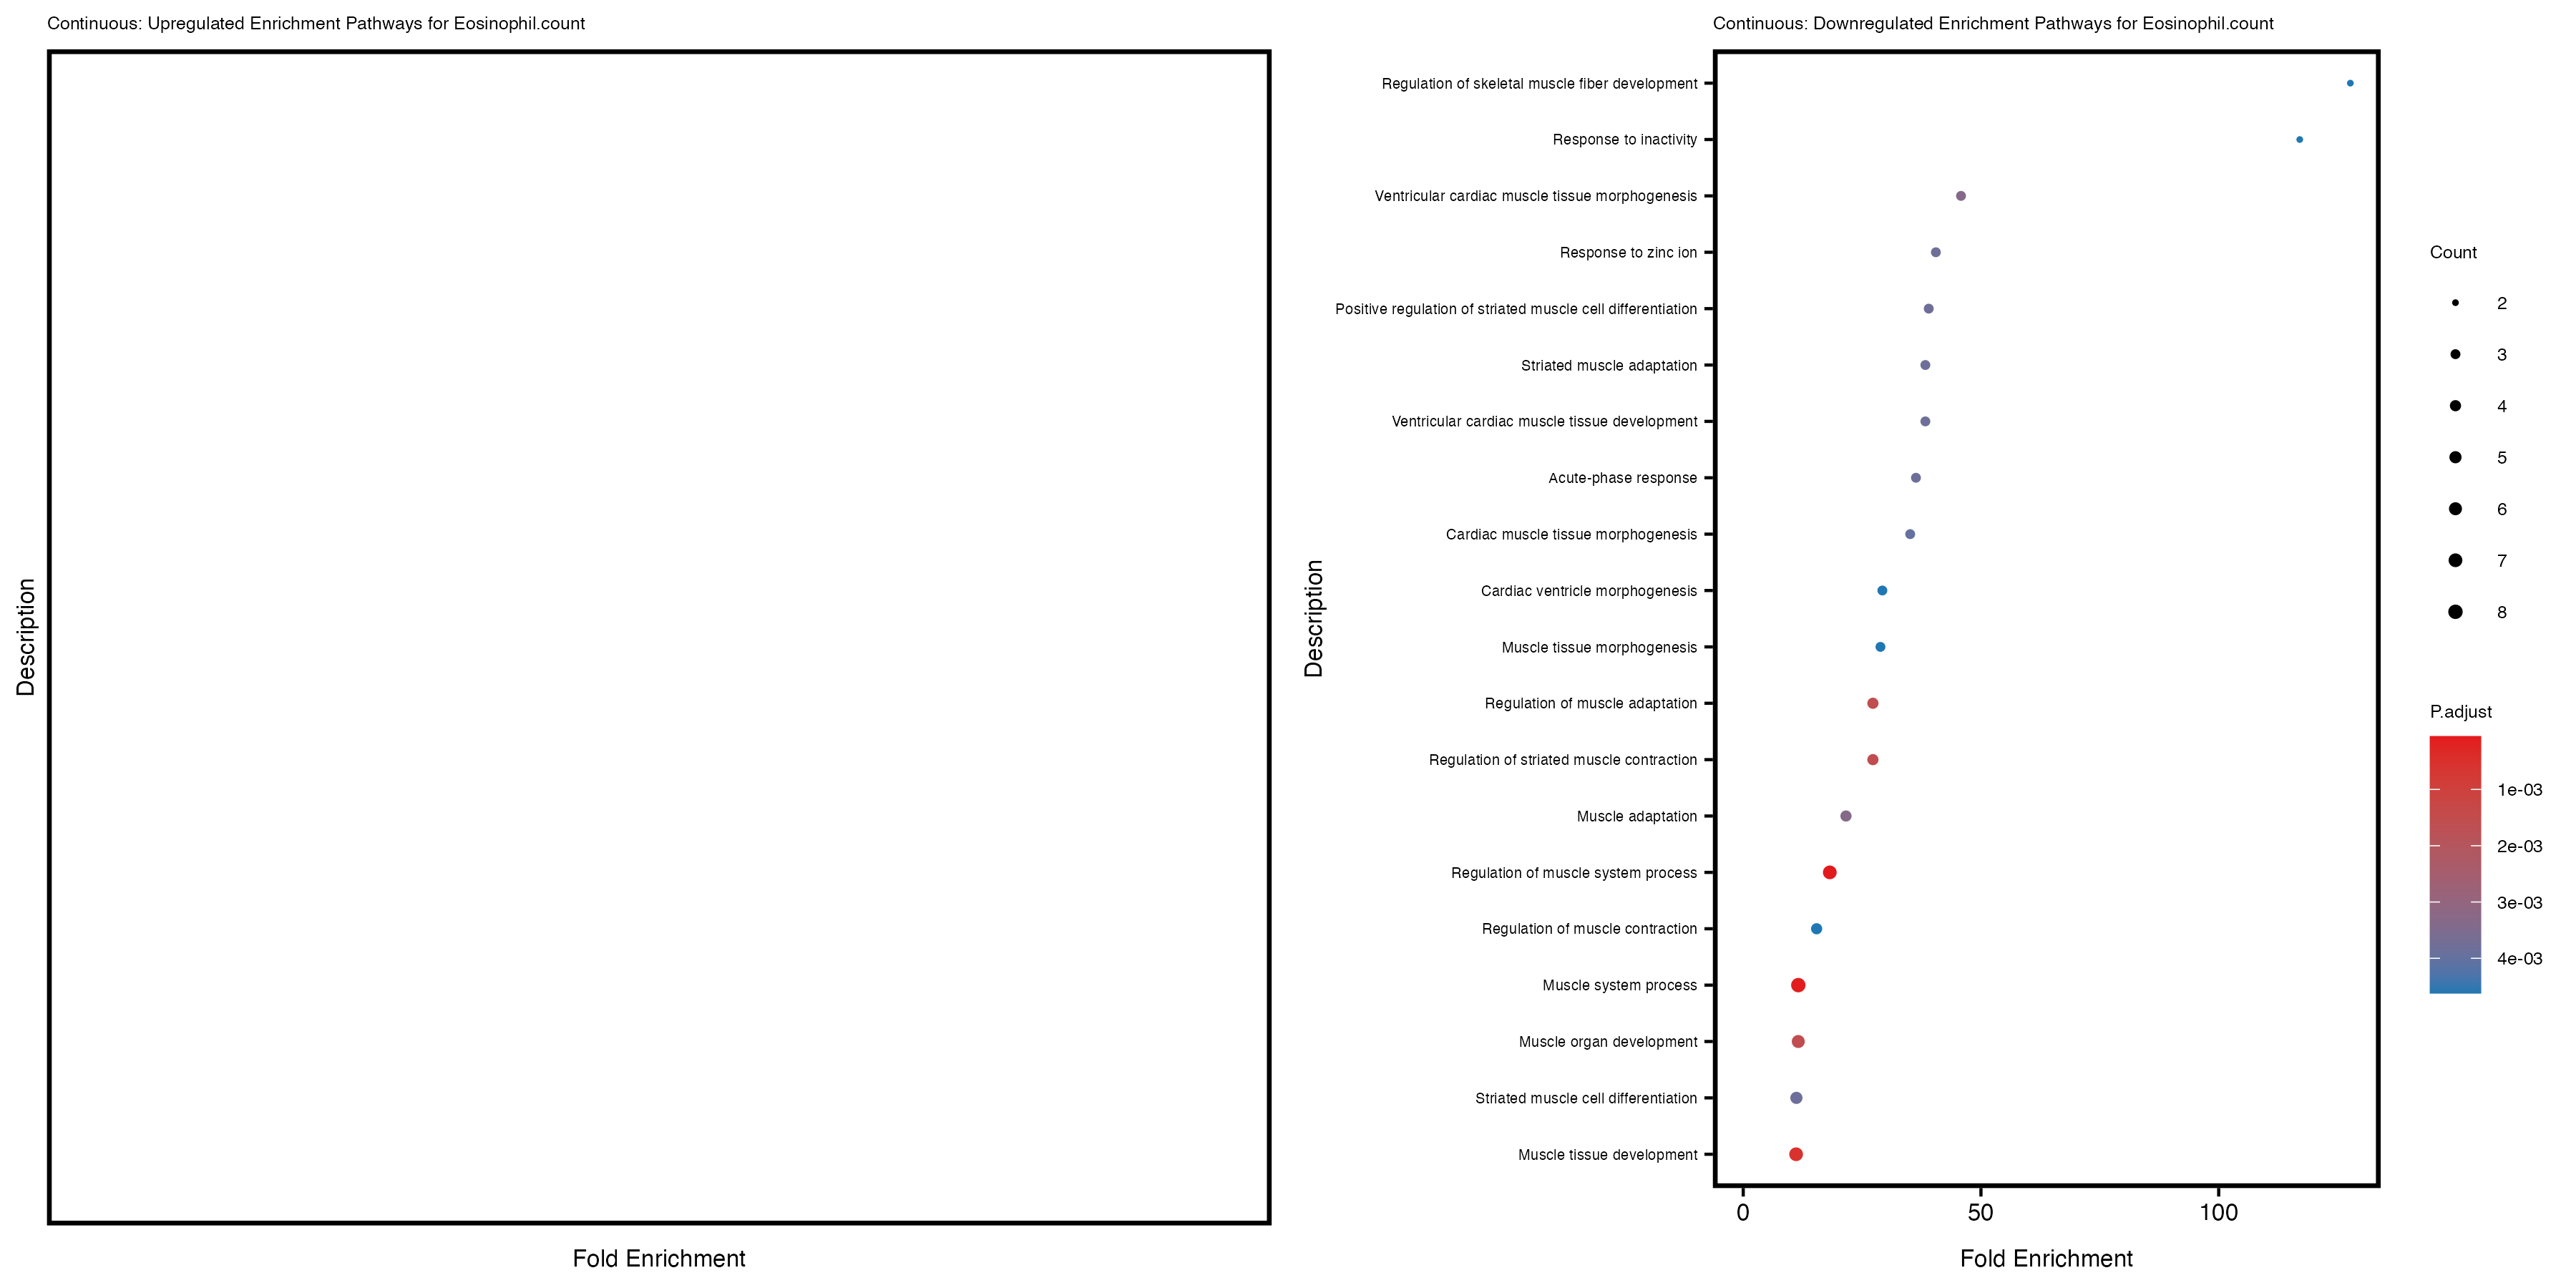 Continuous: Upregulated Enrichment Pathways for Eosinophil.count
Description
Fold Enrichment
Continuous: Downregulated Enrichment Pathways for Eosinophil.count
Description
Regulation of skeletal muscle fiber development
Response to inactivity
Ventricular cardiac muscle tissue morphogenesis
Response to zinc ion
Positive regulation of striated muscle cell differentiation
Striated muscle adaptation
Ventricular cardiac muscle tissue development
Acute-phase response
Cardiac muscle tissue morphogenesis
Cardiac ventricle morphogenesis
Muscle tissue morphogenesis
Regulation of muscle adaptation
Regulation of striated muscle contraction
Muscle adaptation
Regulation of muscle system process
Regulation of muscle contraction
Muscle system process
Muscle organ development
Striated muscle cell differentiation
Muscle tissue development
0 50 100
Fold Enrichment
Count
2
3
4
5
6
7
8
P.adjust
1e-03
2e-03
3e-03
4e-03